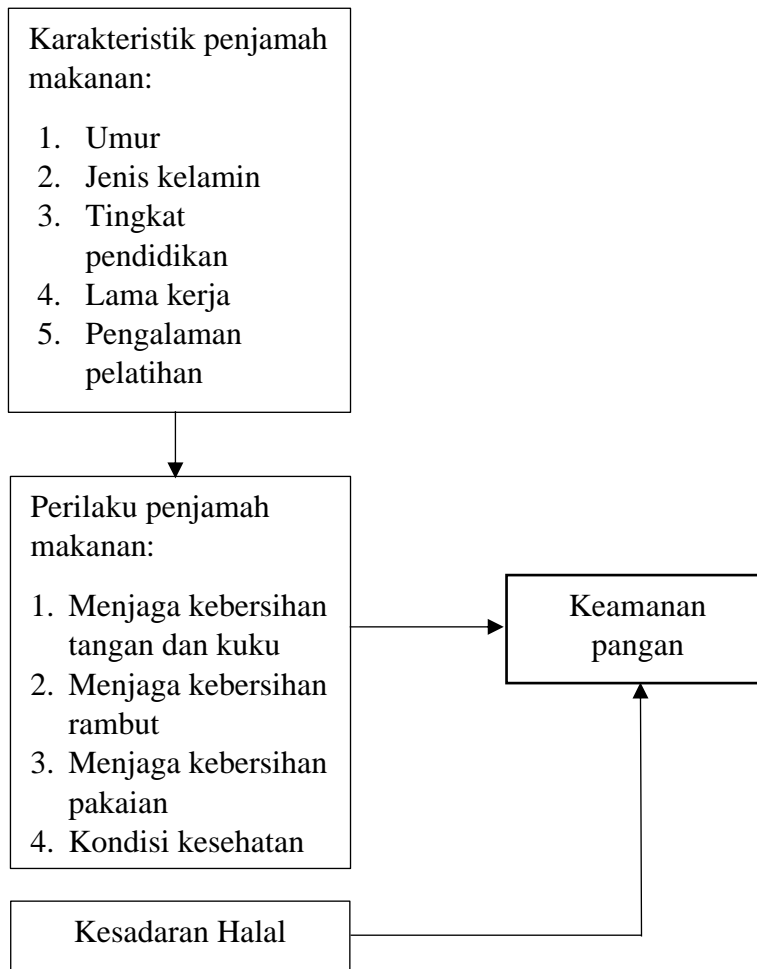 Karakteristik penjamah
makanan:
1. Umur
2. Jenis kelamin
3. Tingkat
pendidikan
4. Lama kerja
5. Pengalaman
pelatihan
Perilaku penjamah
makanan:
1. Menjaga kebersihan
tangan dan kuku
2. Menjaga kebersihan
rambut
3. Menjaga kebersihan
pakaian
4. Kondisi kesehatan
Keamanan
pangan
Kesadaran Halal